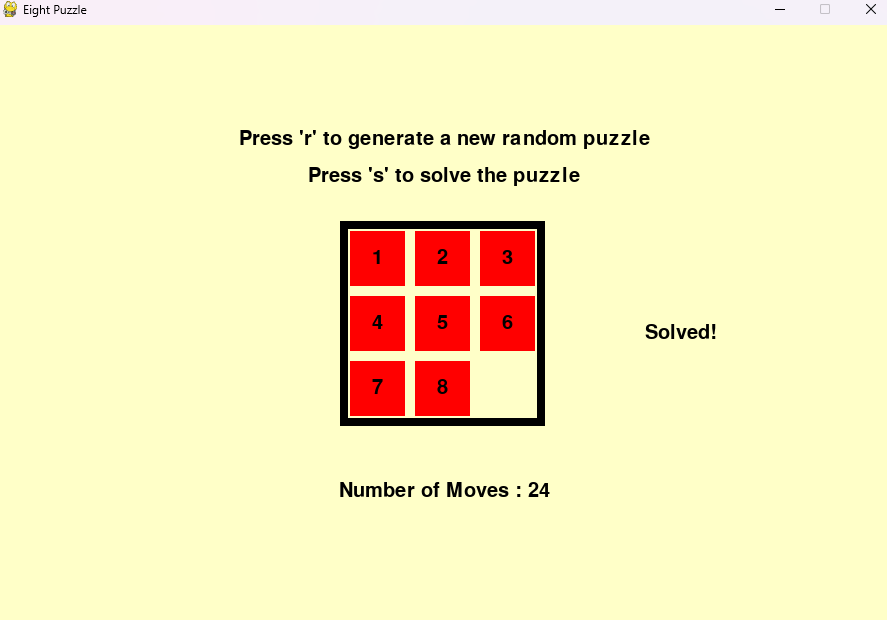 Eight Puzzle
Press 'r' to generate a new random puzzle
Press 's' to solve the puzzle
1 2 3
4 5 6
Solved!
7 8
Number of Moves : 24